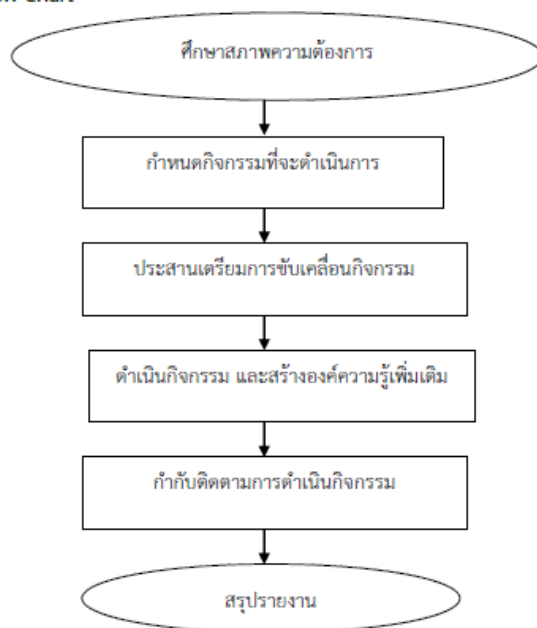 ศึกษาสภาพความต้องการ
กำหนดกิจกรรมที่จะดำเนินการ
ประสานเตรียมการขับเคลื่อนกิจกรรม
ดำเนินกิจกรรม และสร้างองค์ความรู้เพิ่มเติม
กำกับติดตามการดำเนินกิจกรรม
สรุปรายงาน